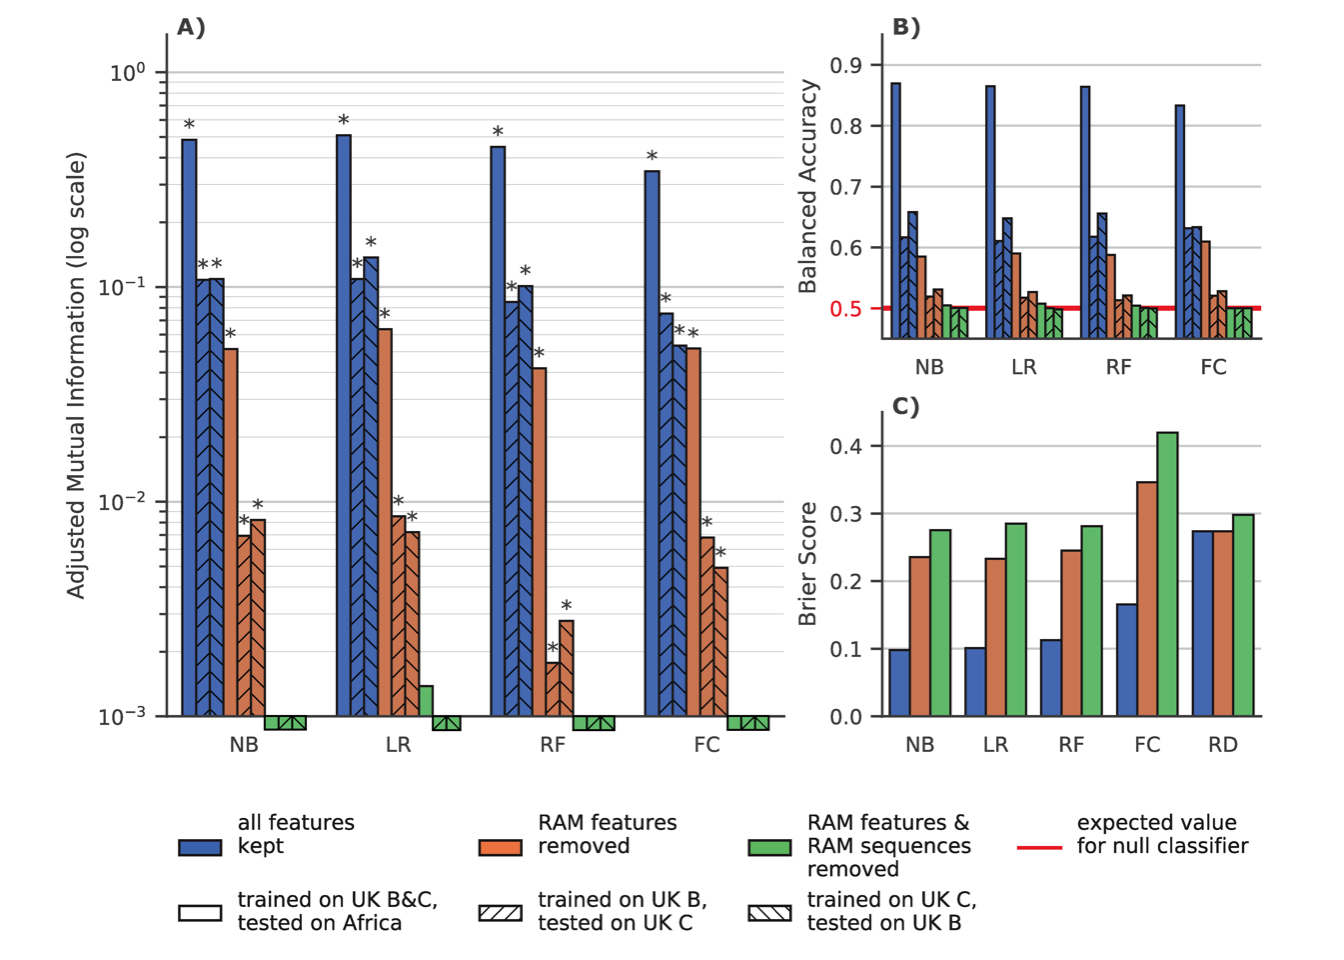 A)
Adjusted Mutual Information (log scale)
10⁰
10⁻¹
10⁻²
10⁻³
* * * * * *
* * * * * *
* * * * * *
* * * * * *
NB LR RF FC
B)
Balanced Accuracy
0.9
0.8
0.7
0.6
0.5
NB LR RF FC
C)
Brier Score
0.4
0.3
0.2
0.1
0.0
NB LR RF FC RD
all features
kept
RAM features
removed
RAM features &
RAM sequences
removed
expected value
for null classifier
trained on UK B&C,
tested on Africa
trained on UK B,
tested on UK C
trained on UK C,
tested on UK B